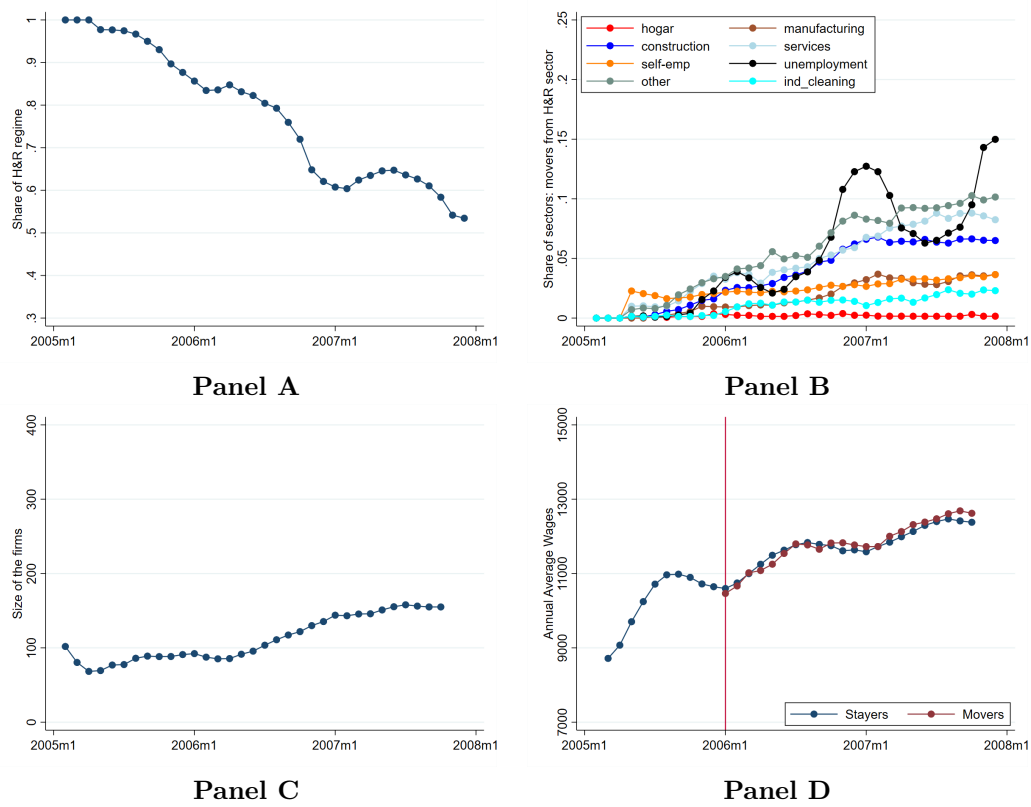 Share of H&R regime
1
.9
.8
.7
.6
.5
.4
.3
2005m1 2006m1 2007m1 2008m1
Panel A
Share of sectors: movers from H&R sector
.25
.2
.15
.1
.05
0
hogar manufacturing
construction services
self-emp unemployment
other ind_cleaning
2005m1 2006m1 2007m1 2008m1
Panel B
Size of the firms
400
300
200
100
0
2005m1 2006m1 2007m1 2008m1
Panel C
Annual Average Wages
15000
13000
11000
9000
7000
Stayers Movers
2005m1 2006m1 2007m1 2008m1
Panel D